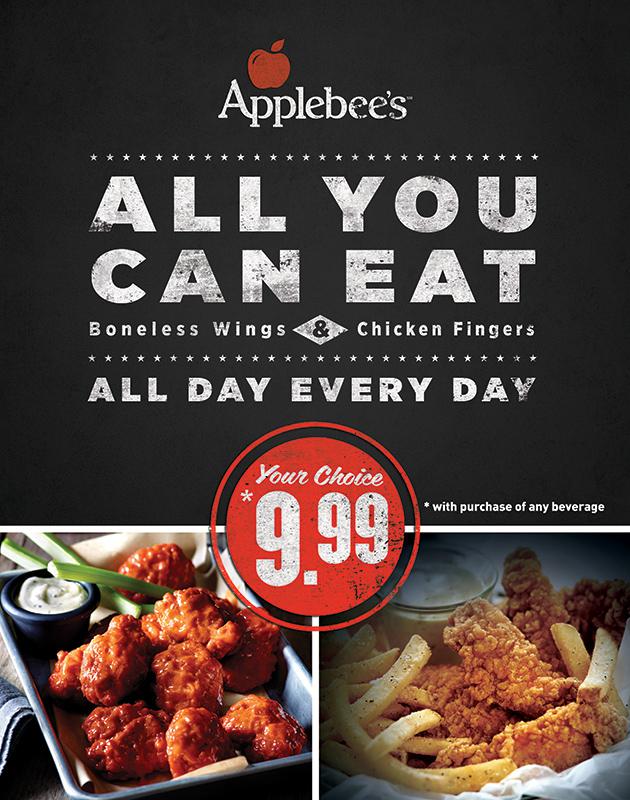 Applebee's™
ALL YOU
CAN EAT
Boneless Wings & Chicken Fingers
ALL DAY EVERY DAY
Your Choice
*9.99
* with purchase of any beverage